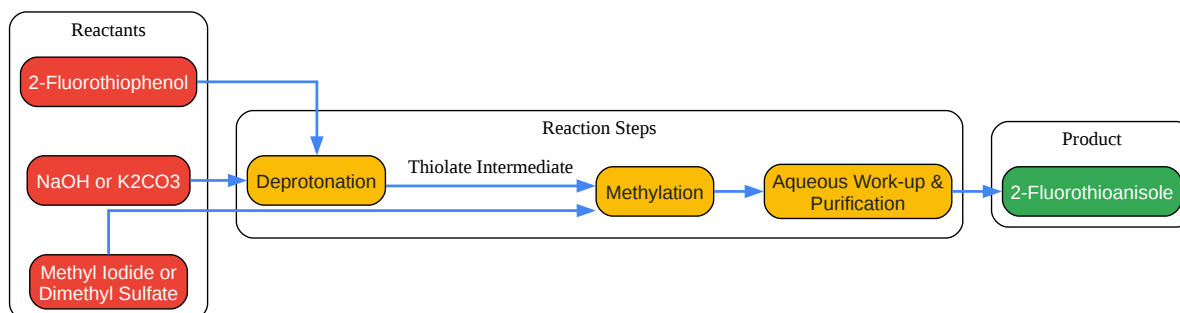 Reactants
2-Fluorothiophenol
NaOH or K2CO3
Methyl Iodide or
Dimethyl Sulfate
Reaction Steps
Deprotonation
Thiolate Intermediate
Methylation
Aqueous Work-up &
Purification
Product
2-Fluorothioanisole